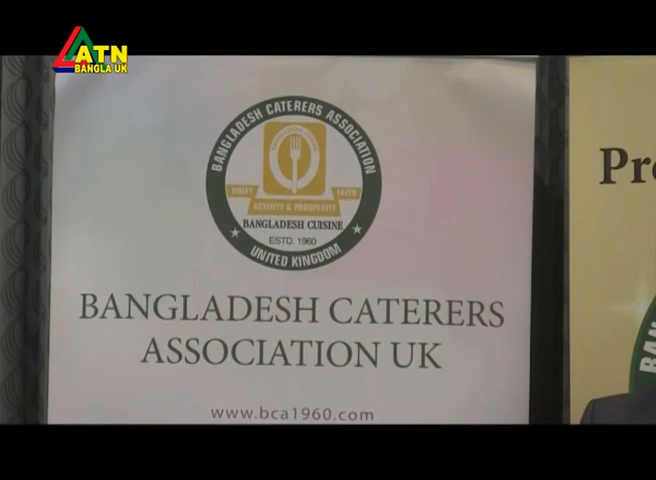 ATN
BANGLA UK
BANGLADESH CATERERS ASSOCIATION
UNITY
FAITH
ACTIVITY & PROSPERITY
BANGLADESH CUISINE
ESTD. 1960
UNITED KINGDOM
BANGLADESH CATERERS
ASSOCIATION UK
www.bca1960.com